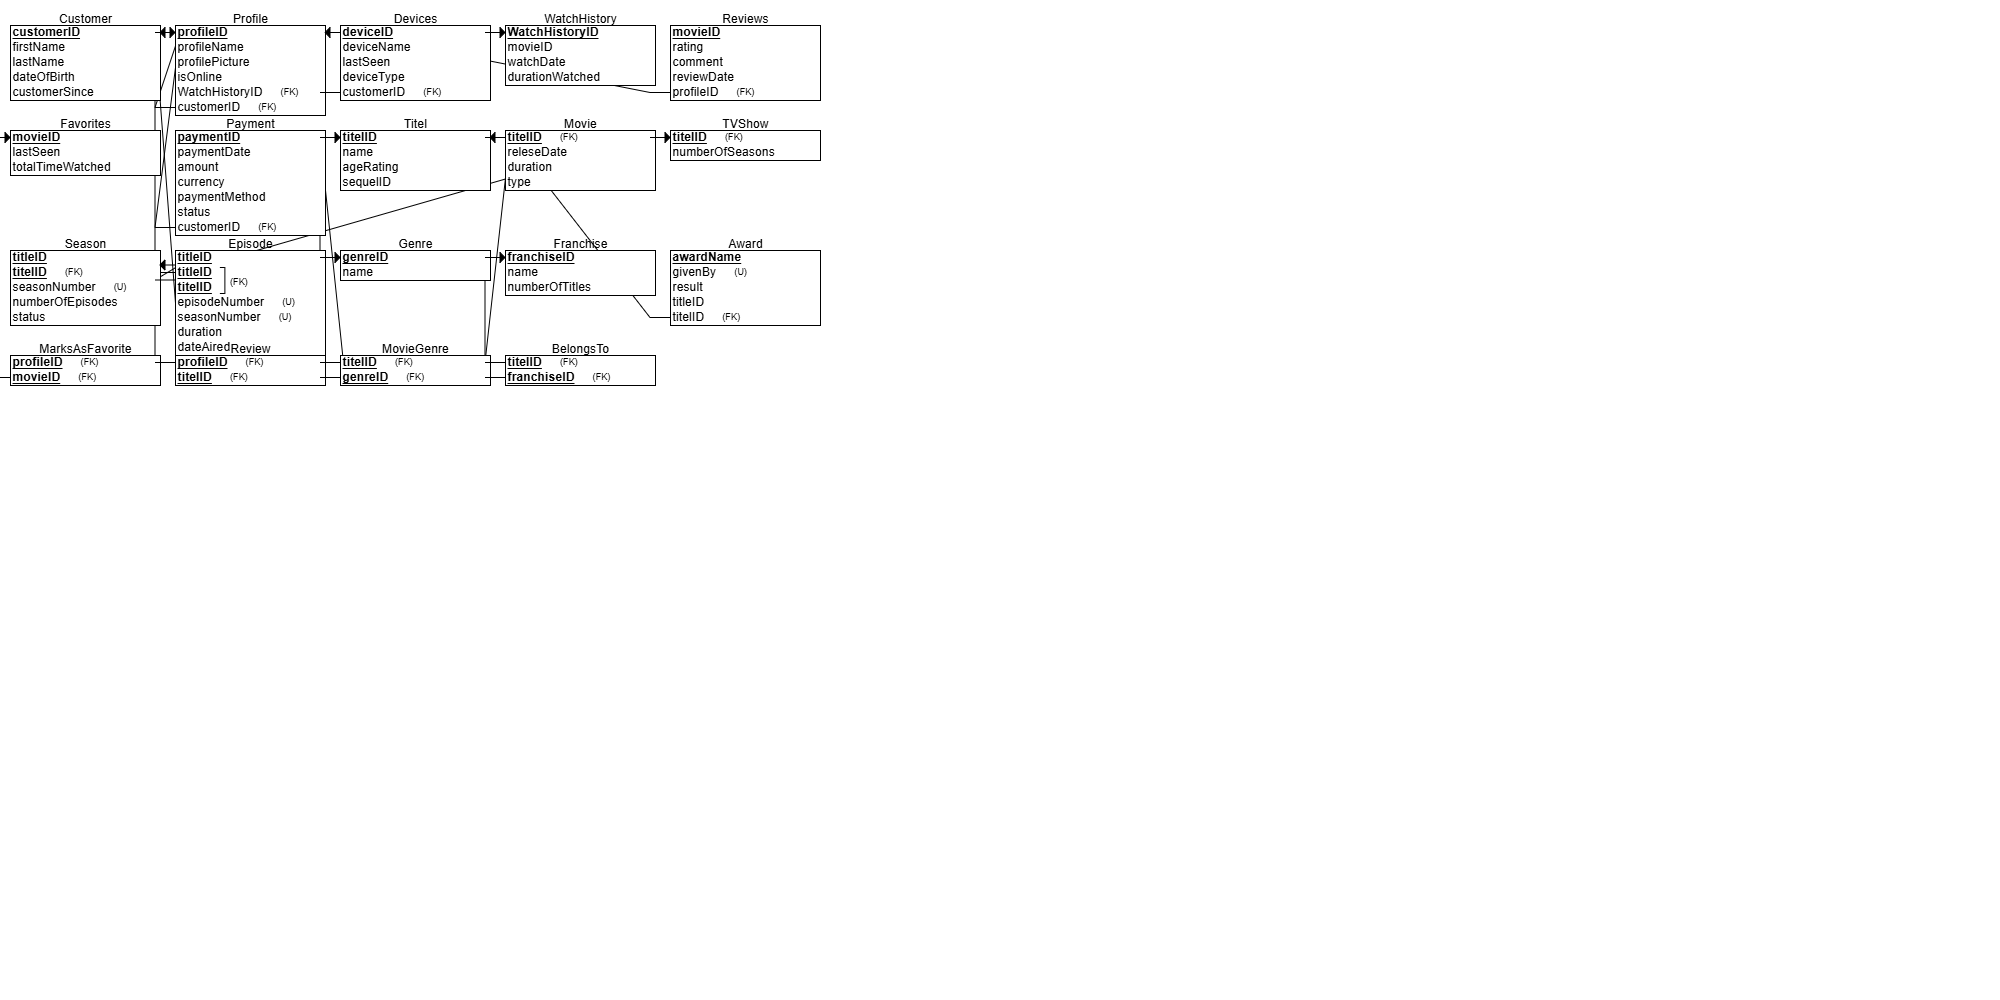 Customer
customerID
firstName
lastName
dateOfBirth
customerSince
Profile
profileID
profileName
profilePicture
isOnline
WatchHistoryID (FK)
customerID (FK)
Devices
deviceID
deviceName
lastSeen
deviceType
customerID (FK)
WatchHistory
WatchHistoryID
movieID
watchDate
durationWatched
Reviews
movieID
rating
comment
reviewDate
profileID (FK)
Favorites
movieID
lastSeen
totalTimeWatched
Payment
paymentID
paymentDate
amount
currency
paymentMethod
status
customerID (FK)
Titel
titelID
name
ageRating
sequelID
Movie
titelID (FK)
releseDate
duration
type
TVShow
titelID (FK)
numberOfSeasons
Season
titleID
titelID (FK)
seasonNumber (U)
numberOfEpisodes
status
Episode
titleID
titleID
titelID
(FK)
episodeNumber (U)
seasonNumber (U)
duration
dateAired
Genre
genreID
name
Franchise
franchiseID
name
numberOfTitles
Award
awardName
givenBy (U)
result
titleID
titelID (FK)
MarksAsFavorite
profileID (FK)
movieID (FK)
Review
profileID (FK)
titelID (FK)
MovieGenre
titelID (FK)
genreID (FK)
BelongsTo
titelID (FK)
franchiseID (FK)